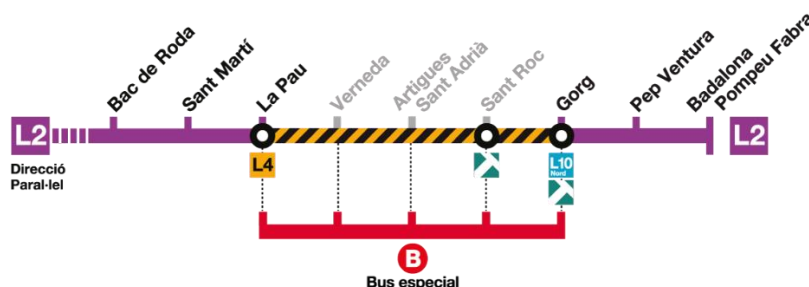 Bac de Roda
Sant Martí
La Pau
Verneda
Artigues
Sant Adrià
Sant Roc
Gorg
Pep Ventura
Badalona
Pompeu Fabra
L2
L2
Direcció
Paral·lel
L4
L10
Nord
B
Bus especial